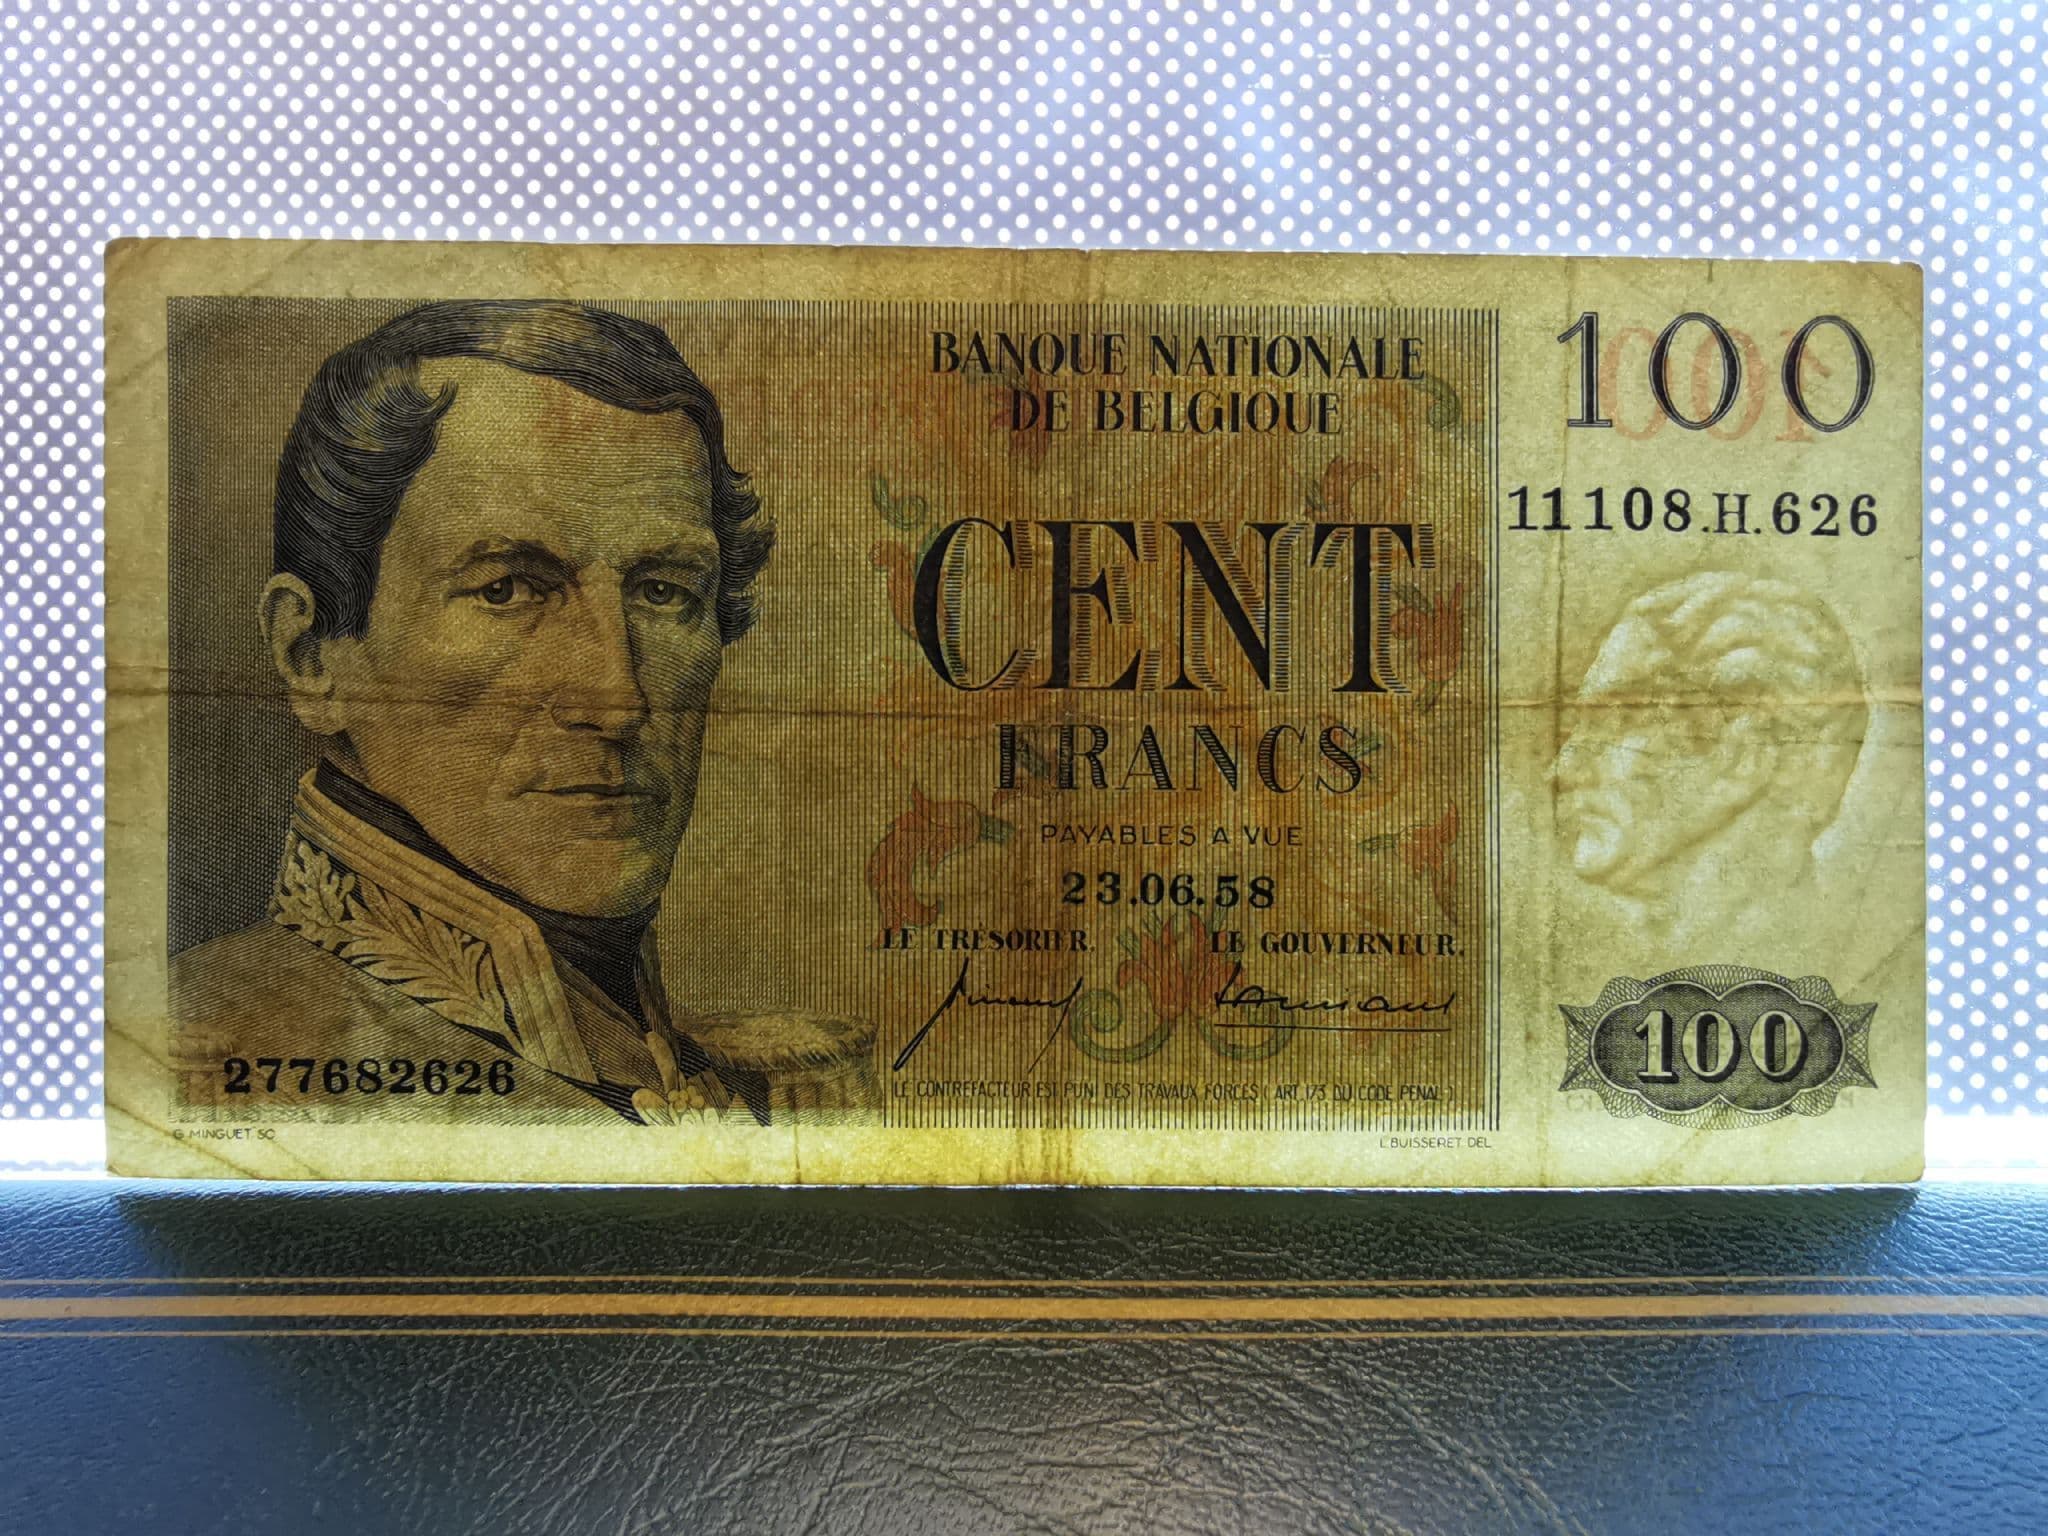 BANQUE NATIONALE
DE BELGIQUE
100
11108.H.626
CENT
FRANCS
PAYABLES A VUE
23.06.58
LE TRESORIER. LE GOUVERNEUR.
277682626
LE CONTREFACTEUR EST PUNI DES TRAVAUX FORCES (ART. 173 DU CODE PENAL)
100
G. MINGUET SC
L. BUISSERET. DEL